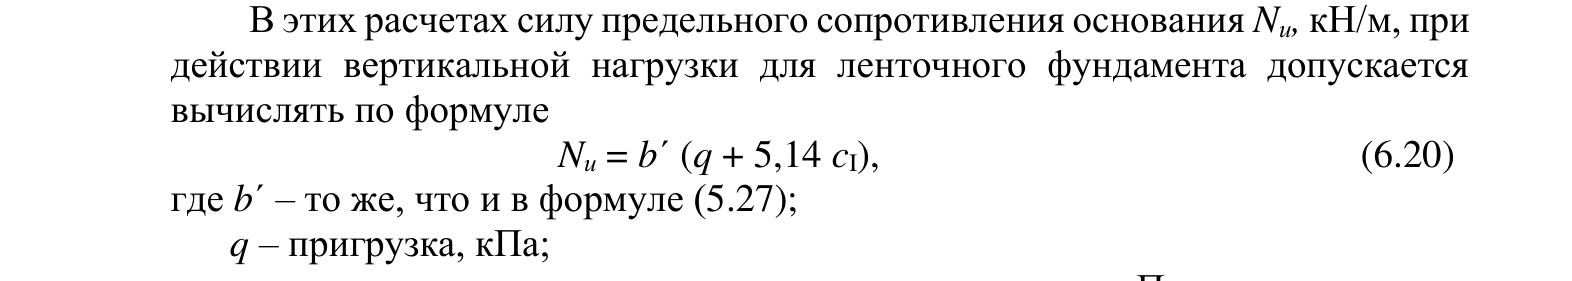 В этих расчетах силу предельного сопротивления основания Nu, кН/м, при
действии вертикальной нагрузки для ленточного фундамента допускается
вычислять по формуле
Nu = b´ (q + 5,14 cI), (6.20)
где b´ – то же, что и в формуле (5.27);
q – пригрузка, кПа;